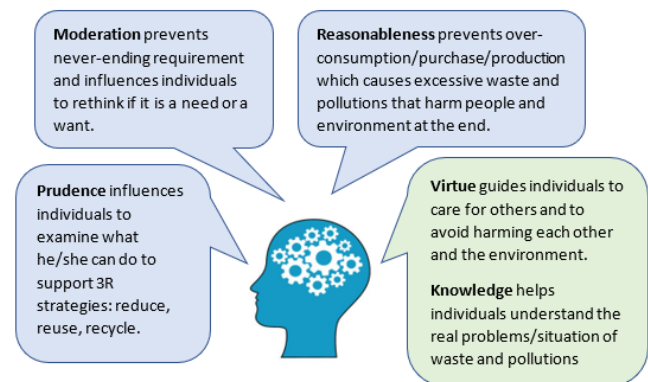 Moderation prevents
never-ending requirement
and influences individuals
to rethink if it is a need or a
want.
Reasonableness prevents over-
consumption/purchase/production
which causes excessive waste and
pollutions that harm people and
environment at the end.
Prudence influences
individuals to
examine what
he/she can do to
support 3R
strategies: reduce,
reuse, recycle.
Virtue guides individuals to
care for others and to
avoid harming each other
and the environment.
Knowledge helps
individuals understand the
real problems/situation of
waste and pollutions